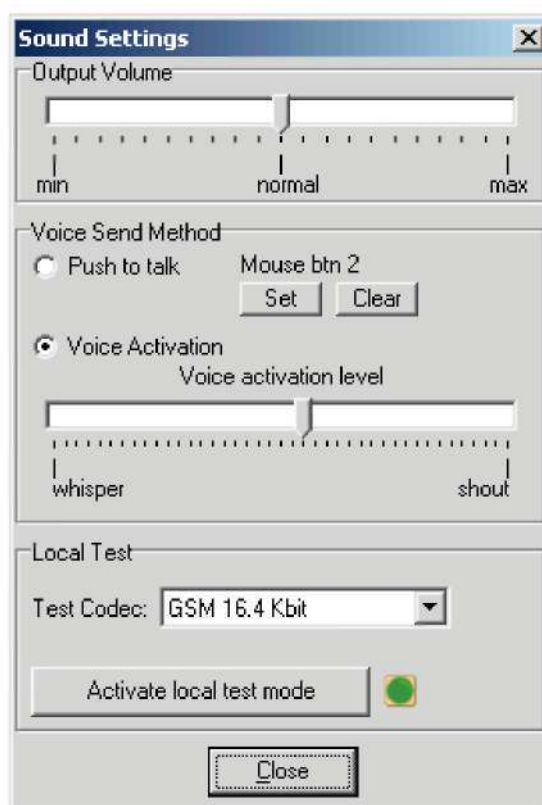 Sound Settings
Output Volume
min normal max
Voice Send Method
Push to talk Mouse btn 2
Set Clear
Voice Activation
Voice activation level
whisper shout
Local Test
Test Codec: GSM 16.4 Kbit
Activate local test mode
Close